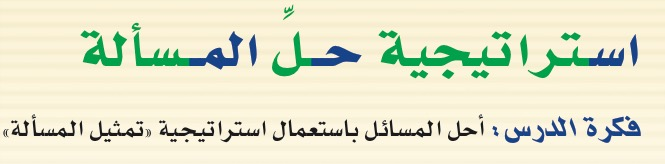 استراتيجية حلِّ المسألة
فكرة الدرس : أحل المسائل باستعمال استراتيجية «تمثيل المسألة»